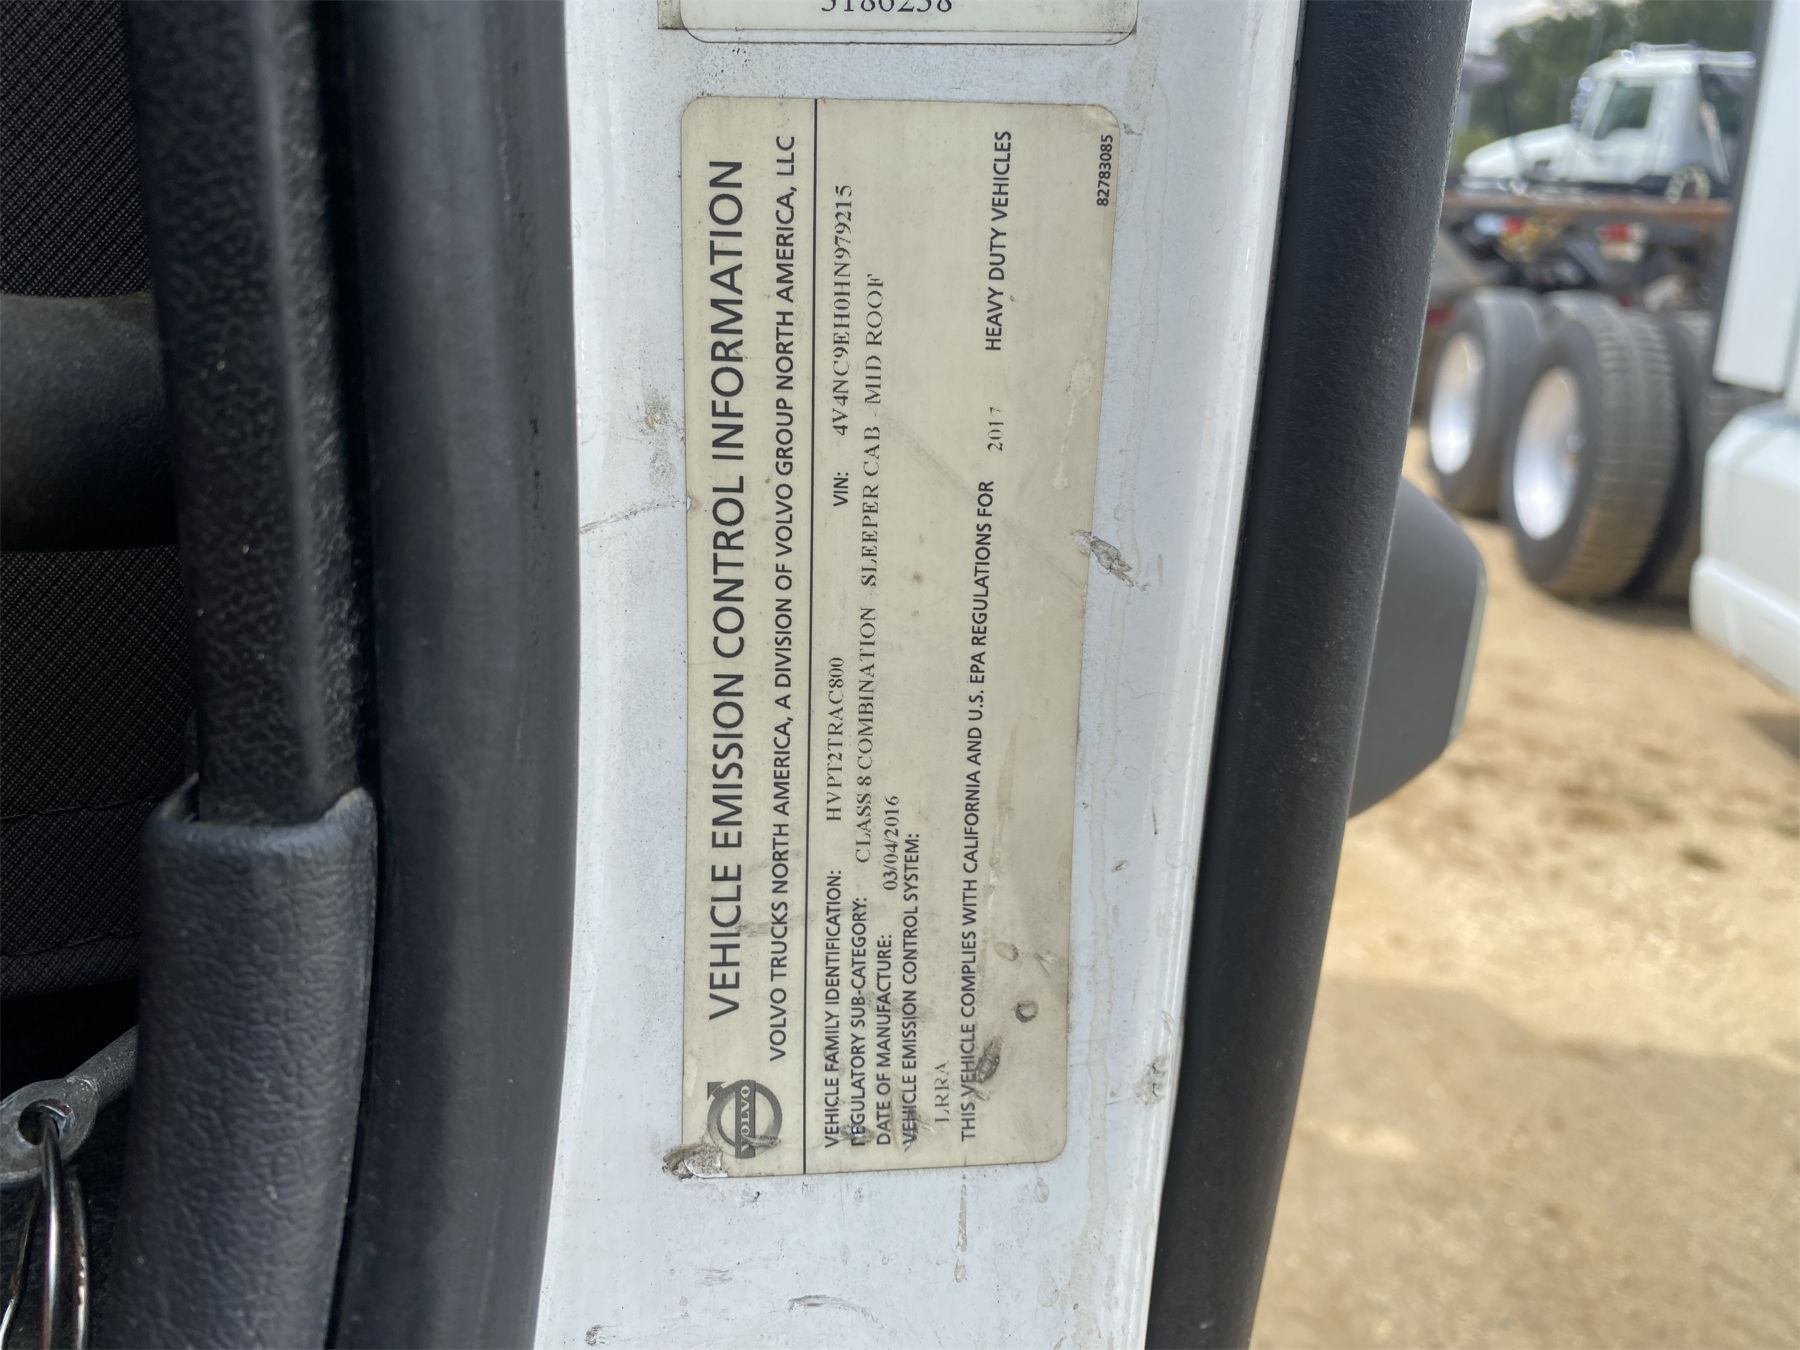 5186238
VOLVO
VEHICLE EMISSION CONTROL INFORMATION
VOLVO TRUCKS NORTH AMERICA, A DIVISION OF VOLVO GROUP NORTH AMERICA, LLC
VEHICLE FAMILY IDENTIFICATION: HVPT2TRAC800 VIN: 4V4NC9EH0HN979215
REGULATORY SUB-CATEGORY: CLASS 8 COMBINATION - SLEEPER CAB - MID ROOF
DATE OF MANUFACTURE: 03/04/2016
VEHICLE EMISSION CONTROL SYSTEM:
LRRA
THIS VEHICLE COMPLIES WITH CALIFORNIA AND U.S. EPA REGULATIONS FOR 2017 HEAVY DUTY VEHICLES
82783085